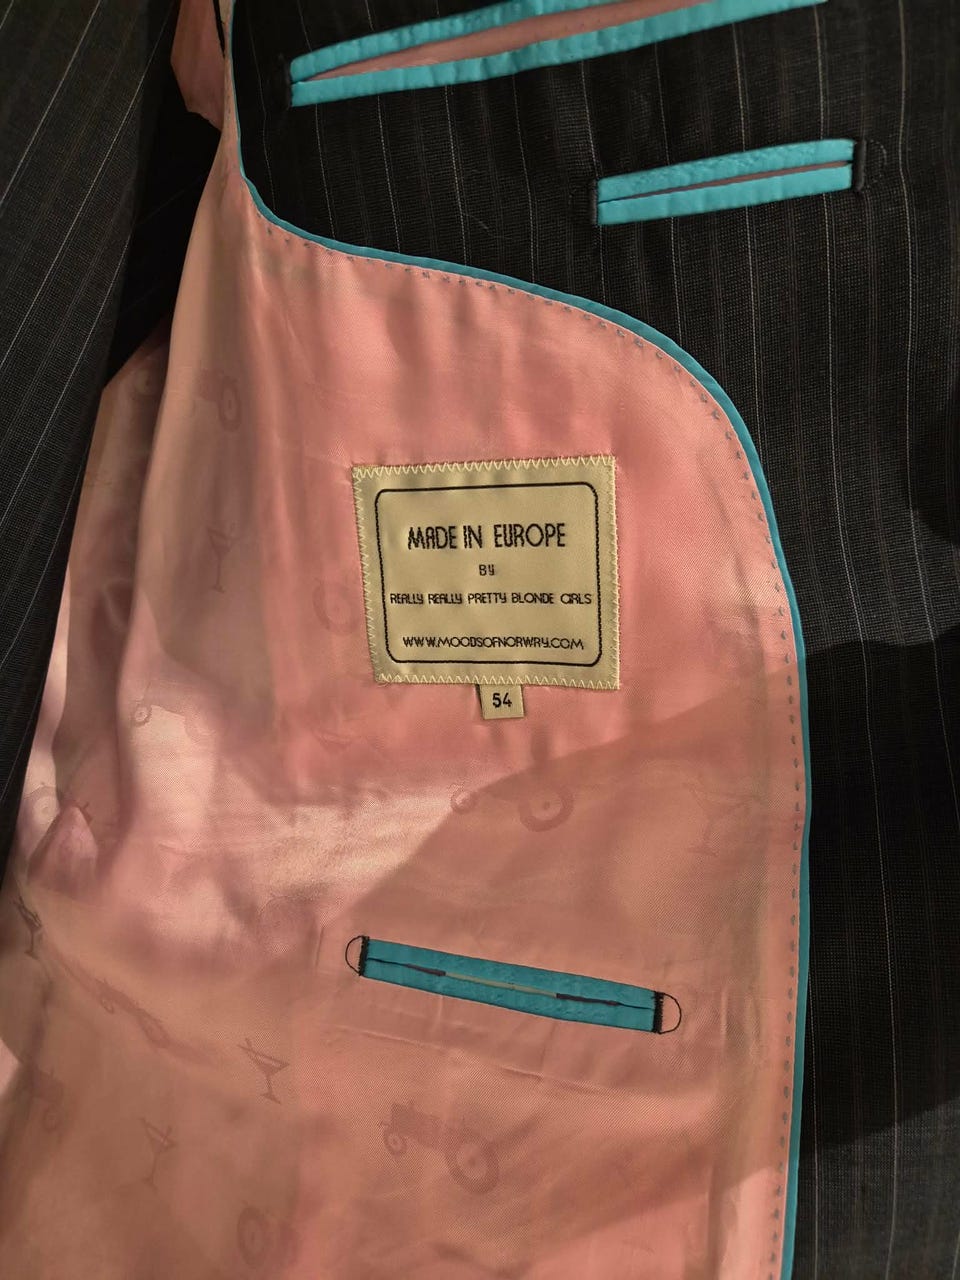 MADE IN EUROPE
BY
REALLY REALLY PRETTY BLONDE GIRLS
WWW.MOODSOFNORWAY.COM
54